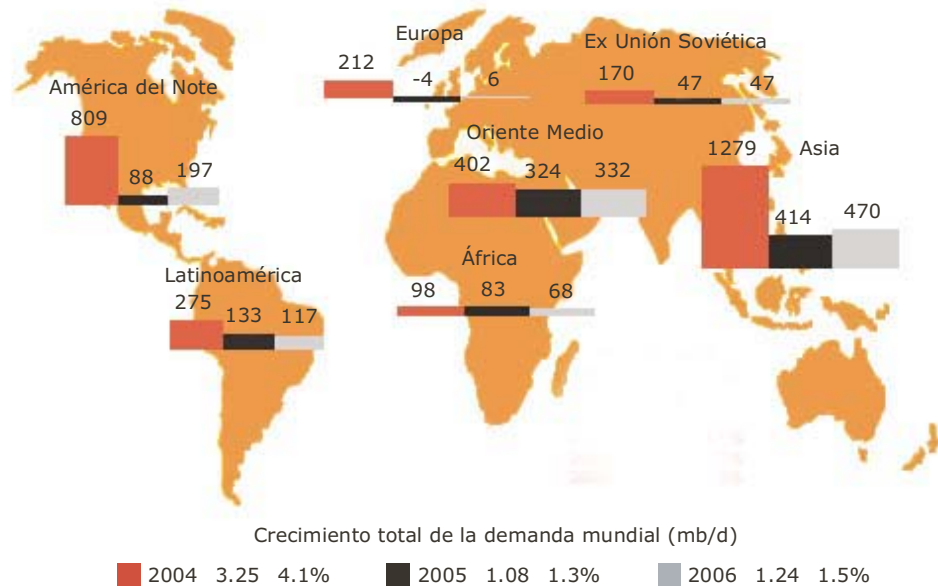 Europa
212 -4 6
Ex Unión Soviética
170 47 47
América del Note
809
88 197
Oriente Medio
402 324 332
1279 Asia
414 470
Latinoamérica
275 133 117
África
98 83 68
Crecimiento total de la demanda mundial (mb/d)
2004 3.25 4.1% 2005 1.08 1.3% 2006 1.24 1.5%